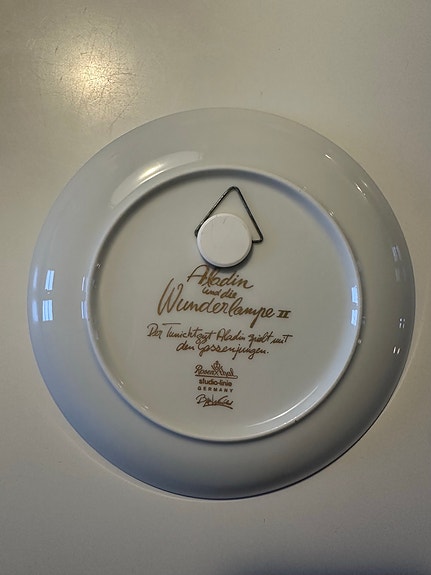 Aladin
und die
Wunderlampe II
Der Tunichtgut Aladin spielt mit
den Gassenjungen.
Rosenthal
studio-linie
GERMANY